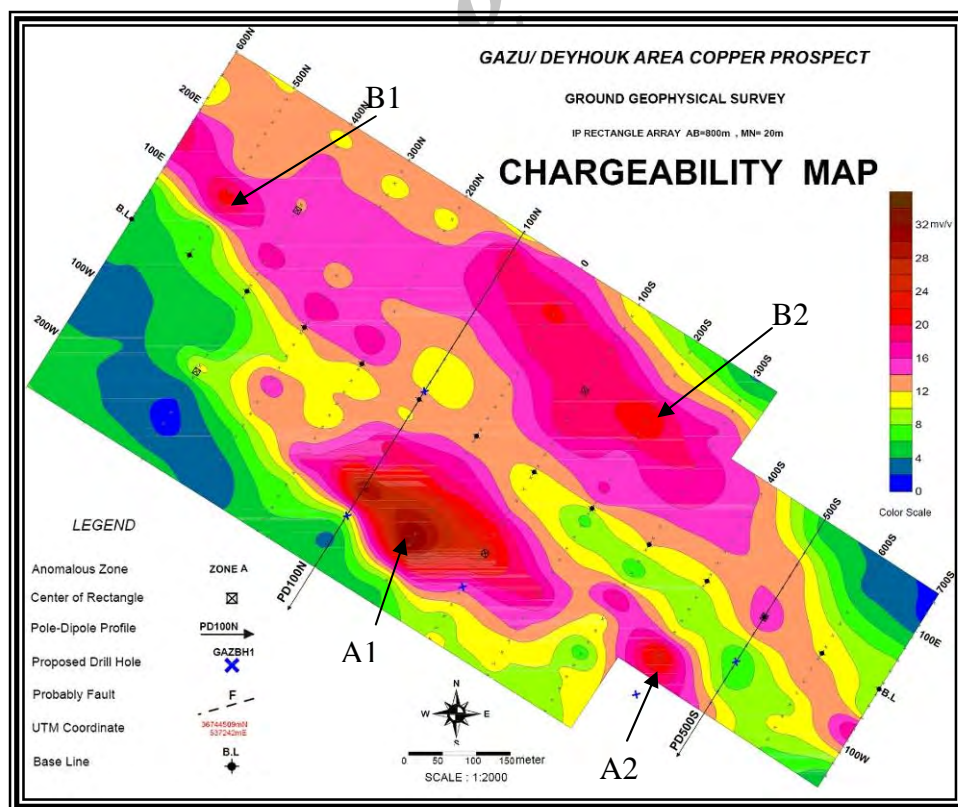 GAZU/ DEYHOUK AREA COPPER PROSPECT
GROUND GEOPHYSICAL SURVEY
IP RECTANGLE ARRAY AB=800m , MN= 20m
CHARGEABILITY MAP
600N
500N
400N
300N
200N
100N
0
100S
200S
300S
400S
500S
600S
700S
200E
100E
B.L
100W
200W
100E
B.L
100W
B1
B2
A1
A2
PD100N
PD500S
32 mv/v
28
24
20
16
12
8
4
0
Color Scale
LEGEND
Anomalous Zone ZONE A
Center of Rectangle
Pole-Dipole Profile PD100N
Proposed Drill Hole GAZBH1
Probably Fault F
UTM Coordinate 36744509mN
537242mE
Base Line B.L
N
W E
S
0 50 100 150meter
SCALE : 1:2000